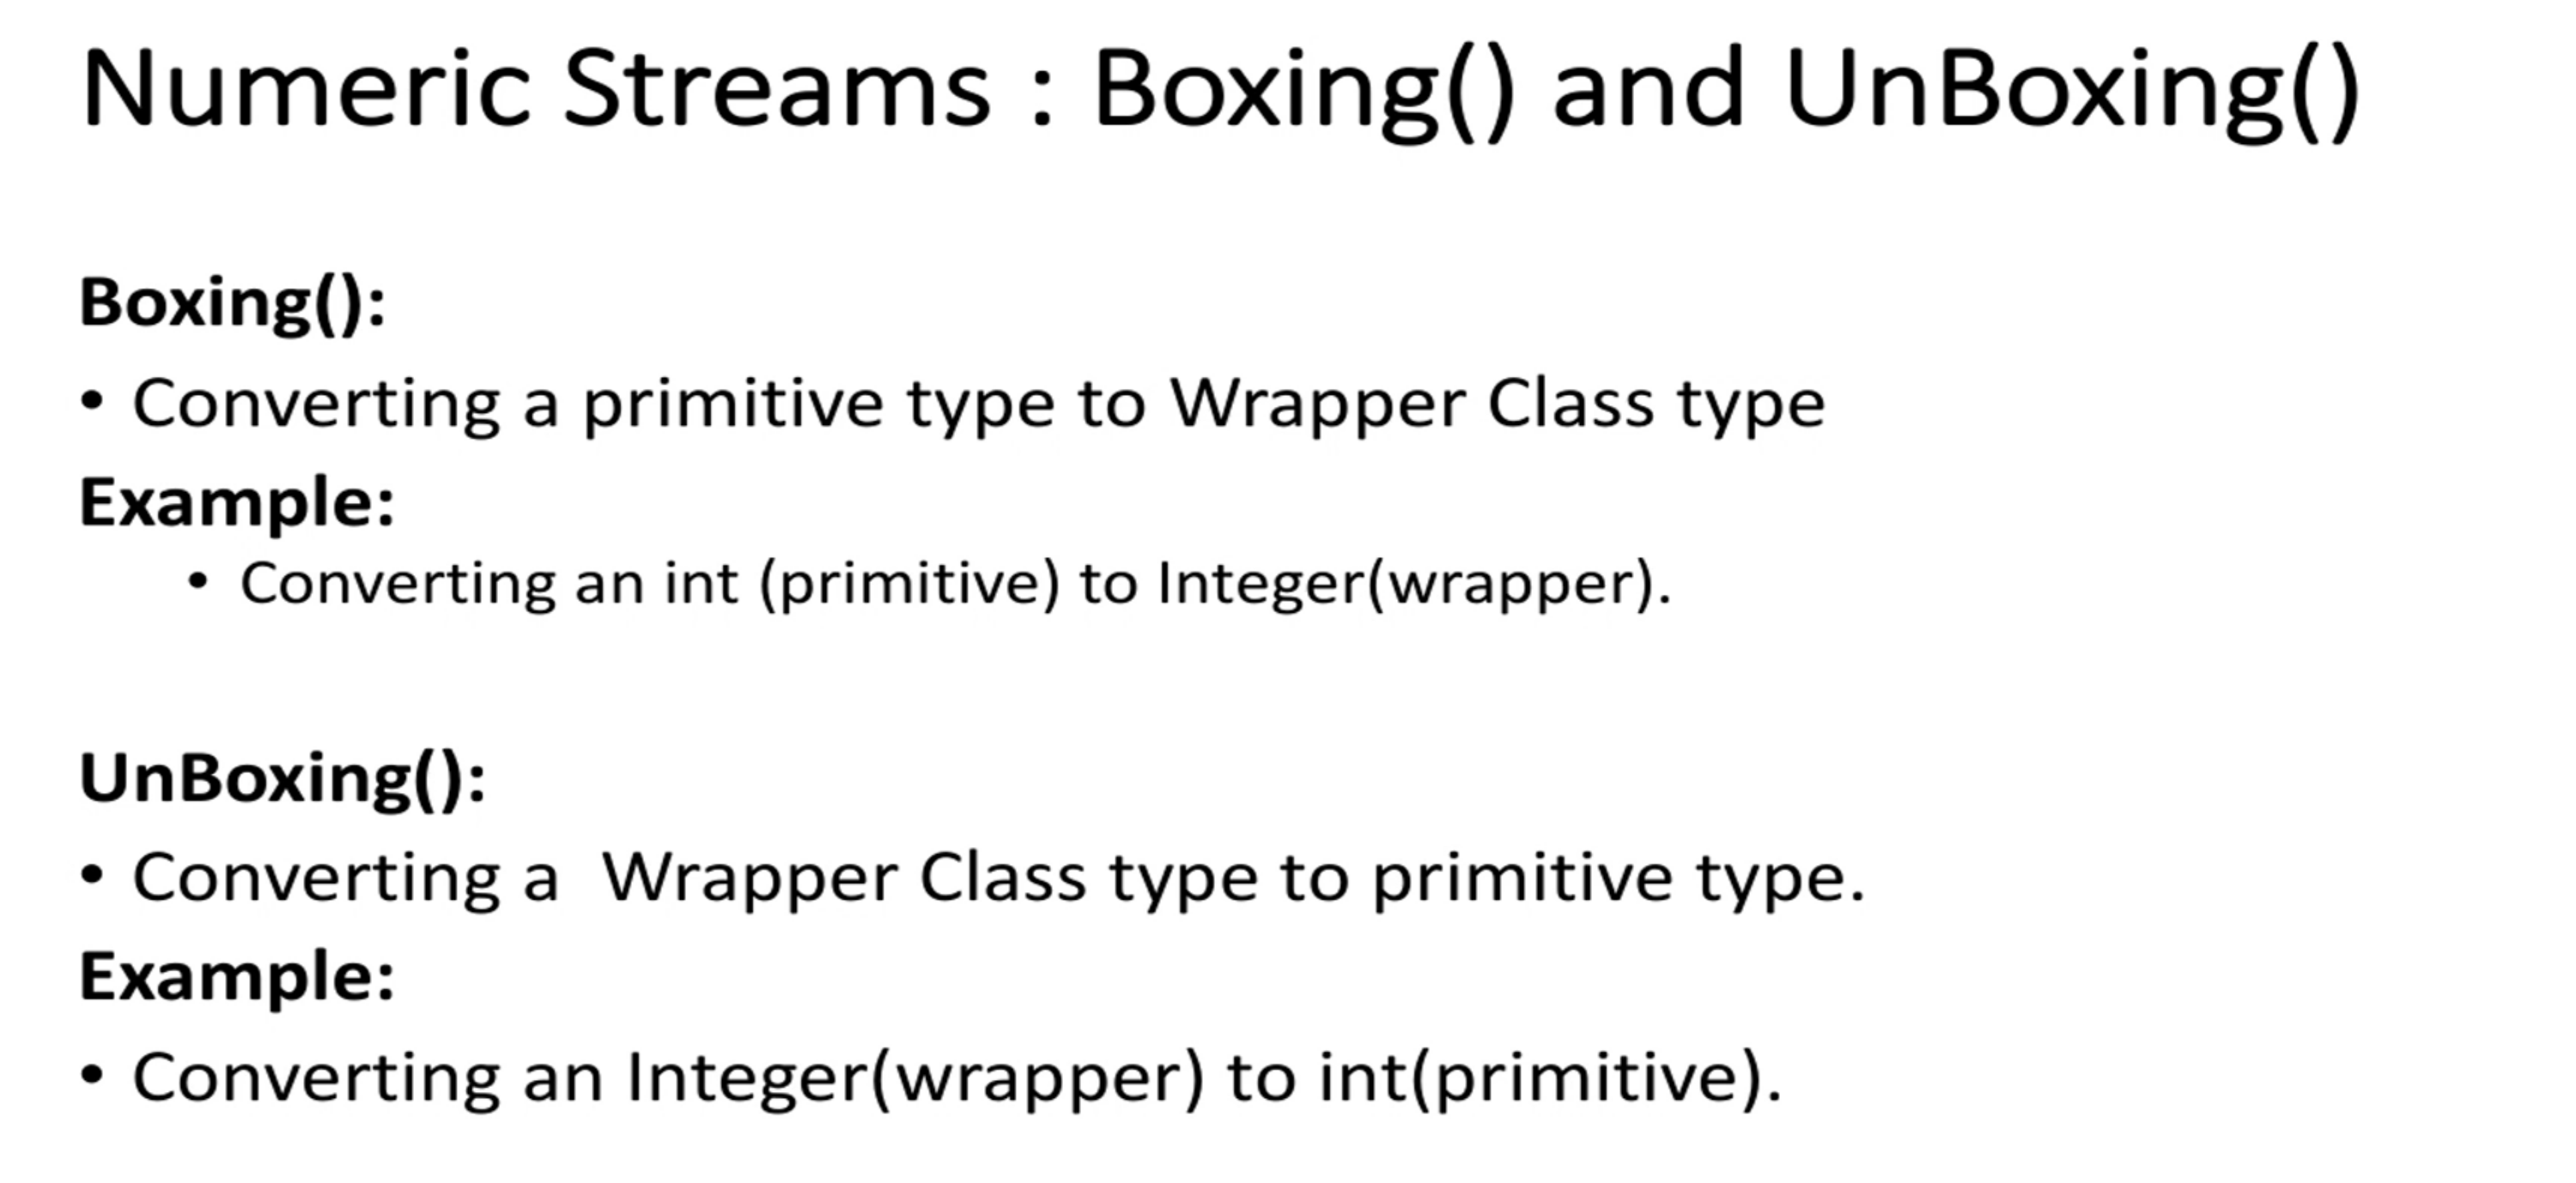 Numeric Streams : Boxing() and UnBoxing()
Boxing():
• Converting a primitive type to Wrapper Class type
Example:
• Converting an int (primitive) to Integer(wrapper).
UnBoxing():
• Converting a  Wrapper Class type to primitive type.
Example:
• Converting an Integer(wrapper) to int(primitive).